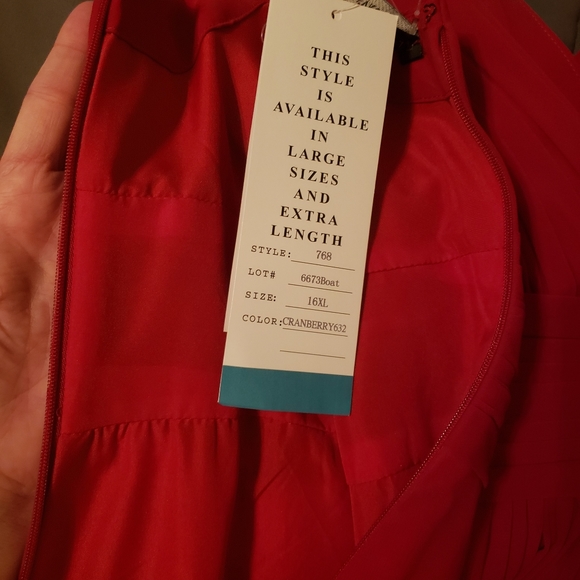 THIS
STYLE
IS
AVAILABLE
IN
LARGE
SIZES
AND
EXTRA
LENGTH
STYLE: 768
LOT# 6673Boat
SIZE: 16XL
COLOR: CRANBERRY632